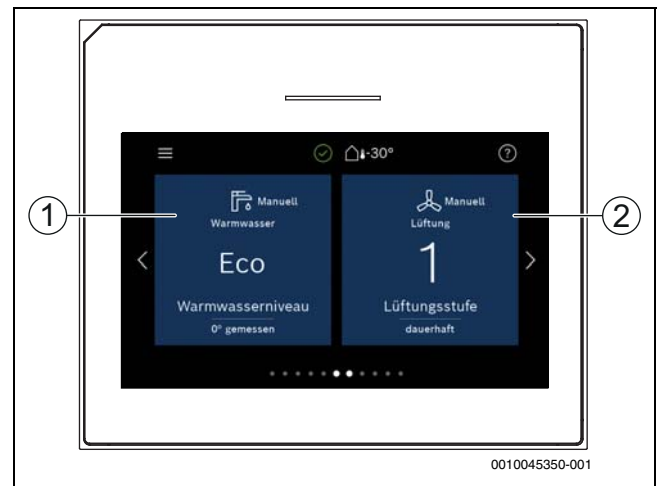 -30°
?
Manuell
Warmwasser
Eco
Warmwasserniveau
0° gemessen
Manuell
Lüftung
1
Lüftungsstufe
dauerhaft
1
2
0010045350-001